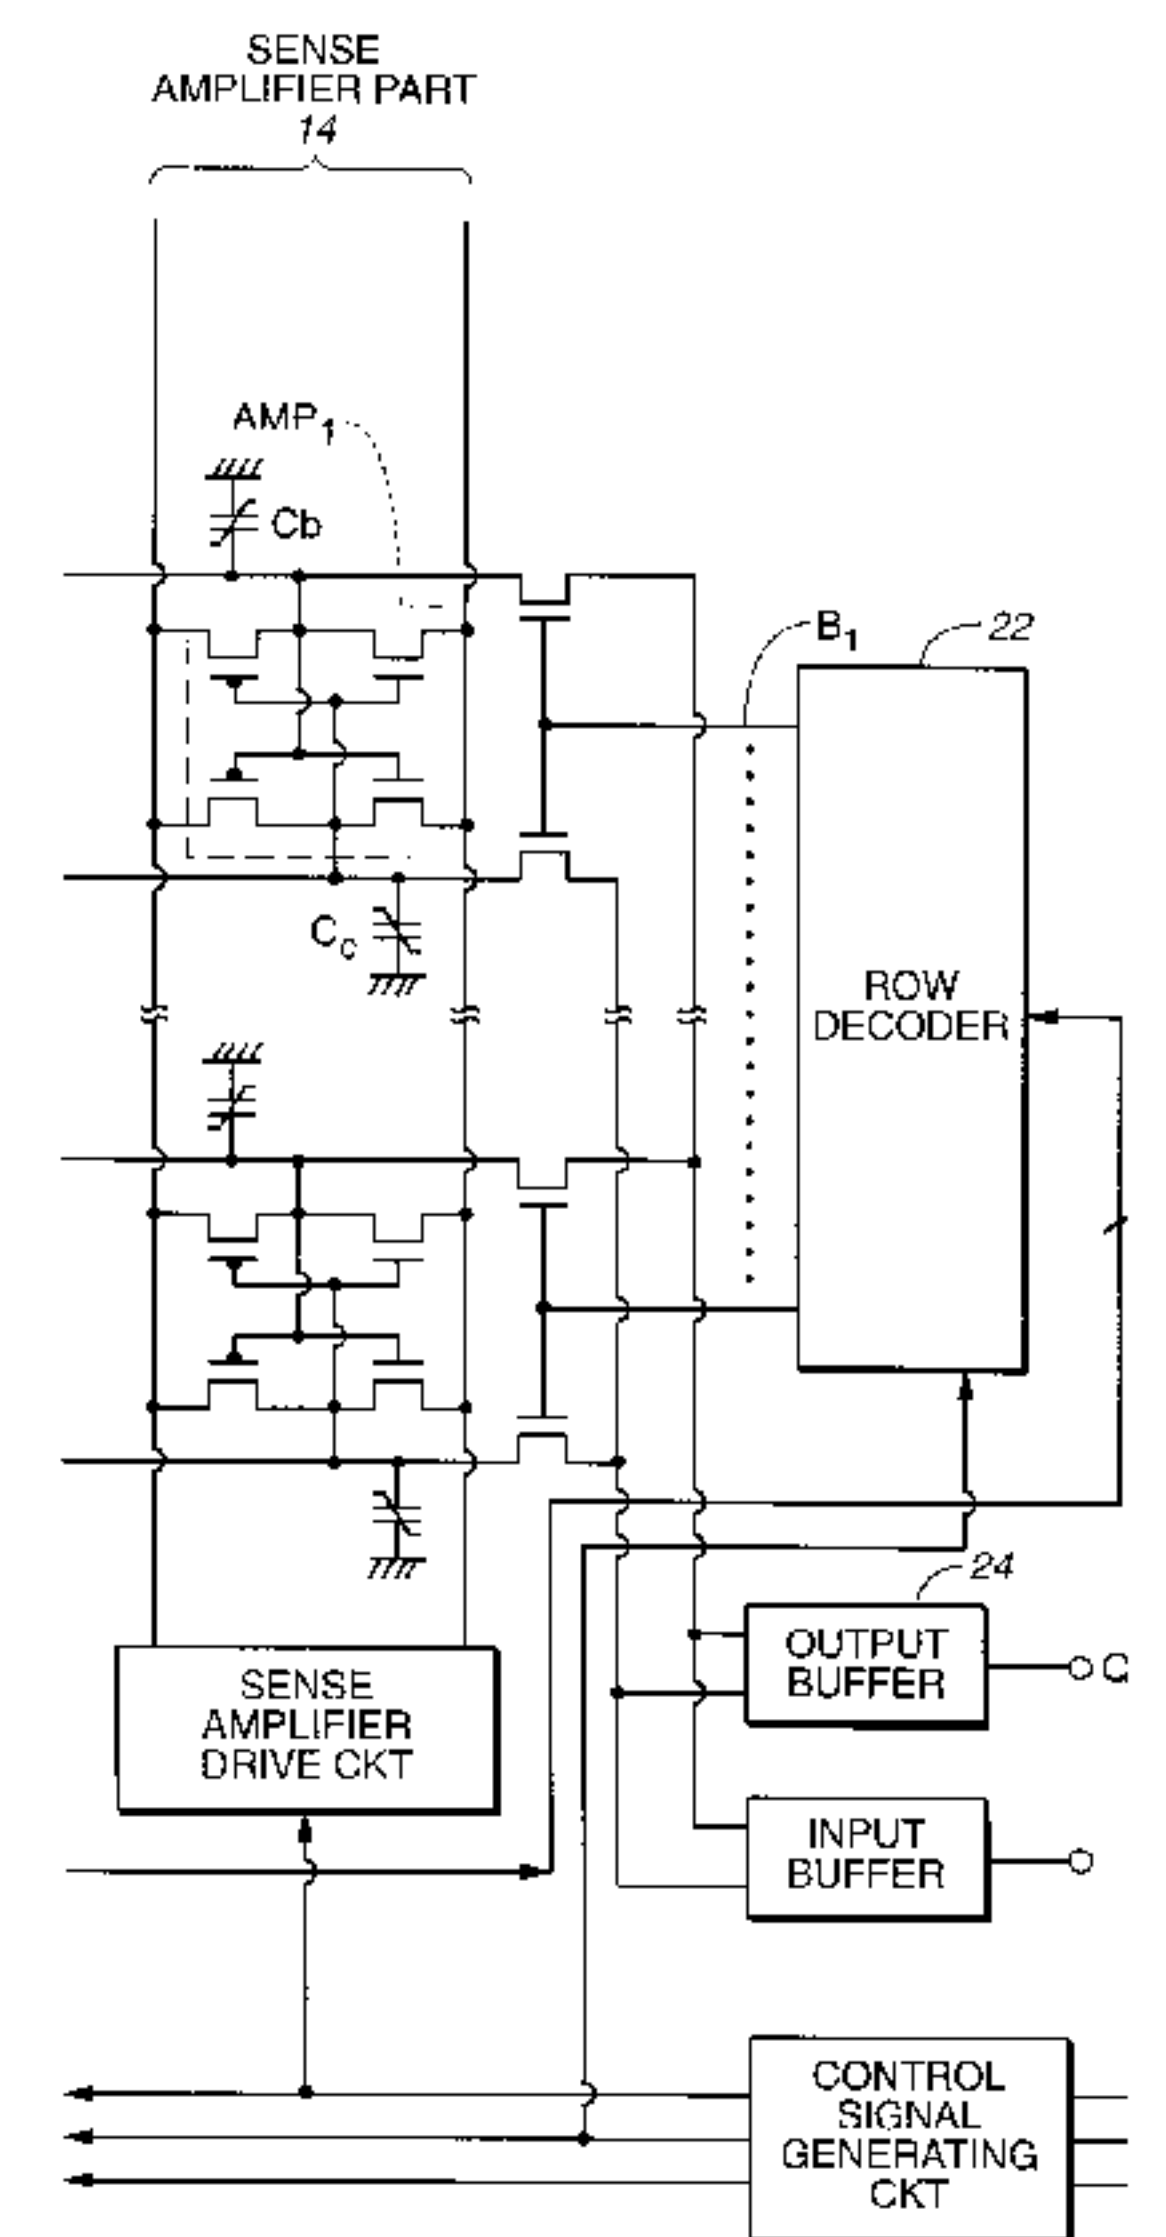 SENSE
AMPLIFIER PART
14
AMP1
Cb
B1
22
Cc
ROW
DECODER
24
OUTPUT
BUFFER
Q
SENSE
AMPLIFIER
DRIVE CKT
INPUT
BUFFER
CONTROL
SIGNAL
GENERATING
CKT